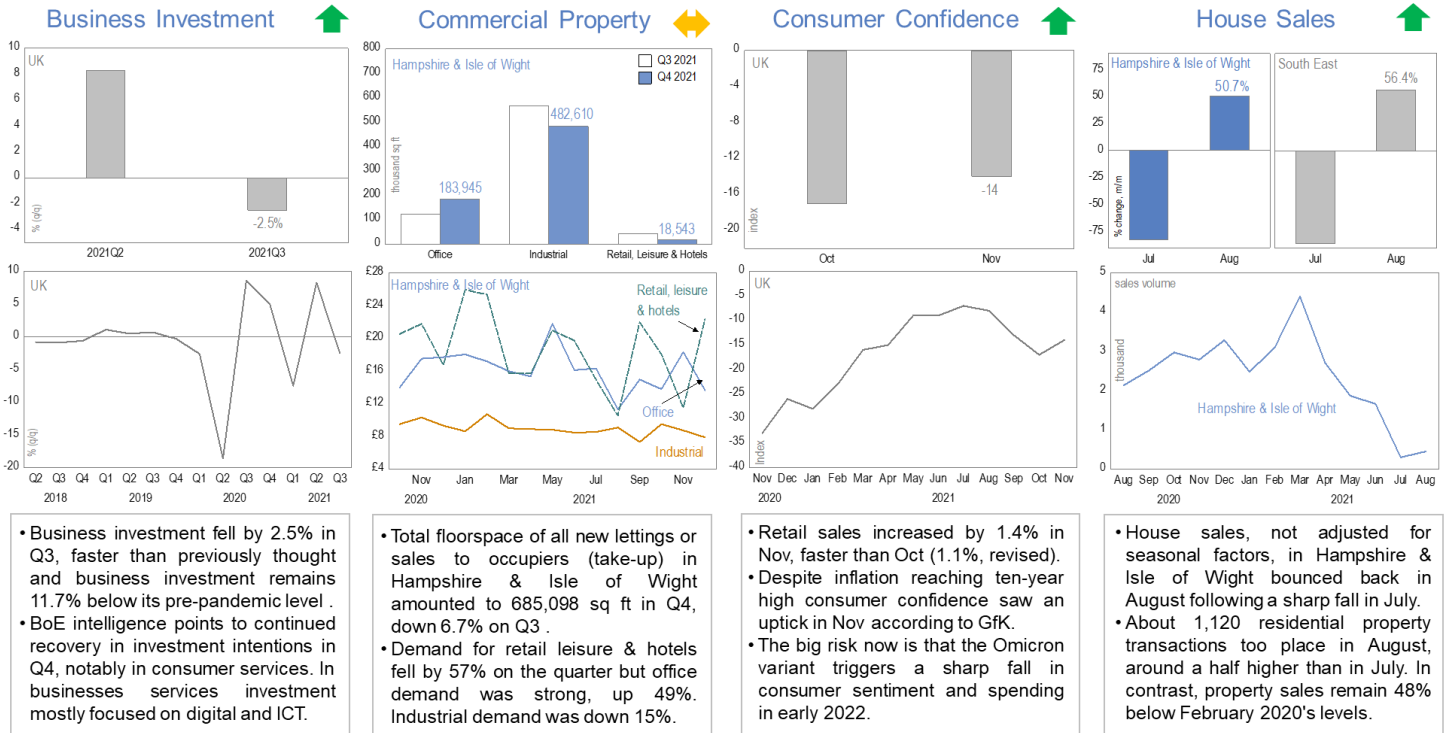 Business Investment
Commercial Property
Consumer Confidence
House Sales
10
8
6
4
2
0
-2
-4
UK
% (q/q)
-2.5%
2021Q2
2021Q3
800
700
600
500
400
300
200
100
0
thousand sq ft
Hampshire & Isle of Wight
Q3 2021
Q4 2021
183,945
482,610
18,543
Office
Industrial
Retail, Leisure & Hotels
0
-4
-8
-12
-16
-20
UK
index
-14
Oct
Nov
75
50
25
0
-25
-50
-75
% change, m/m
Hampshire & Isle of Wight
50.7%
South East
56.4%
Jul
Aug
Jul
Aug
10
5
0
-5
-10
-15
-20
UK
% (q/q)
Q2 Q3 Q4 Q1 Q2 Q3 Q4 Q1 Q2 Q3 Q4 Q1 Q2 Q3
2018 2019 2020 2021
£28
£24
£20
£16
£12
£8
£4
Hampshire & Isle of Wight
Retail, leisure
& hotels
Office
Industrial
Nov Jan Mar May Jul Sep Nov
2020 2021
0
-5
-10
-15
-20
-25
-30
-35
-40
UK
Index
Nov Dec Jan Feb Mar Apr May Jun Jul Aug Sep Oct Nov
2020 2021
5
4
3
2
1
0
sales volume
thousand
Hampshire & Isle of Wight
Aug Sep Oct Nov Dec Jan Feb Mar Apr May Jun Jul Aug
2020 2021
• Business investment fell by 2.5% in
Q3, faster than previously thought
and business investment remains
11.7% below its pre-pandemic level .
• BoE intelligence points to continued
recovery in investment intentions in
Q4, notably in consumer services. In
businesses services investment
mostly focused on digital and ICT.
• Total floorspace of all new lettings or
sales to occupiers (take-up) in
Hampshire & Isle of Wight
amounted to 685,098 sq ft in Q4,
down 6.7% on Q3 .
• Demand for retail leisure & hotels
fell by 57% on the quarter but office
demand was strong, up 49%.
Industrial demand was down 15%.
• Retail sales increased by 1.4% in
Nov, faster than Oct (1.1%, revised).
• Despite inflation reaching ten-year
high consumer confidence saw an
uptick in Nov according to GfK.
• The big risk now is that the Omicron
variant triggers a sharp fall in
consumer sentiment and spending
in early 2022.
• House sales, not adjusted for
seasonal factors, in Hampshire &
Isle of Wight bounced back in
August following a sharp fall in July.
• About 1,120 residential property
transactions too place in August,
around a half higher than in July. In
contrast, property sales remain 48%
below February 2020's levels.